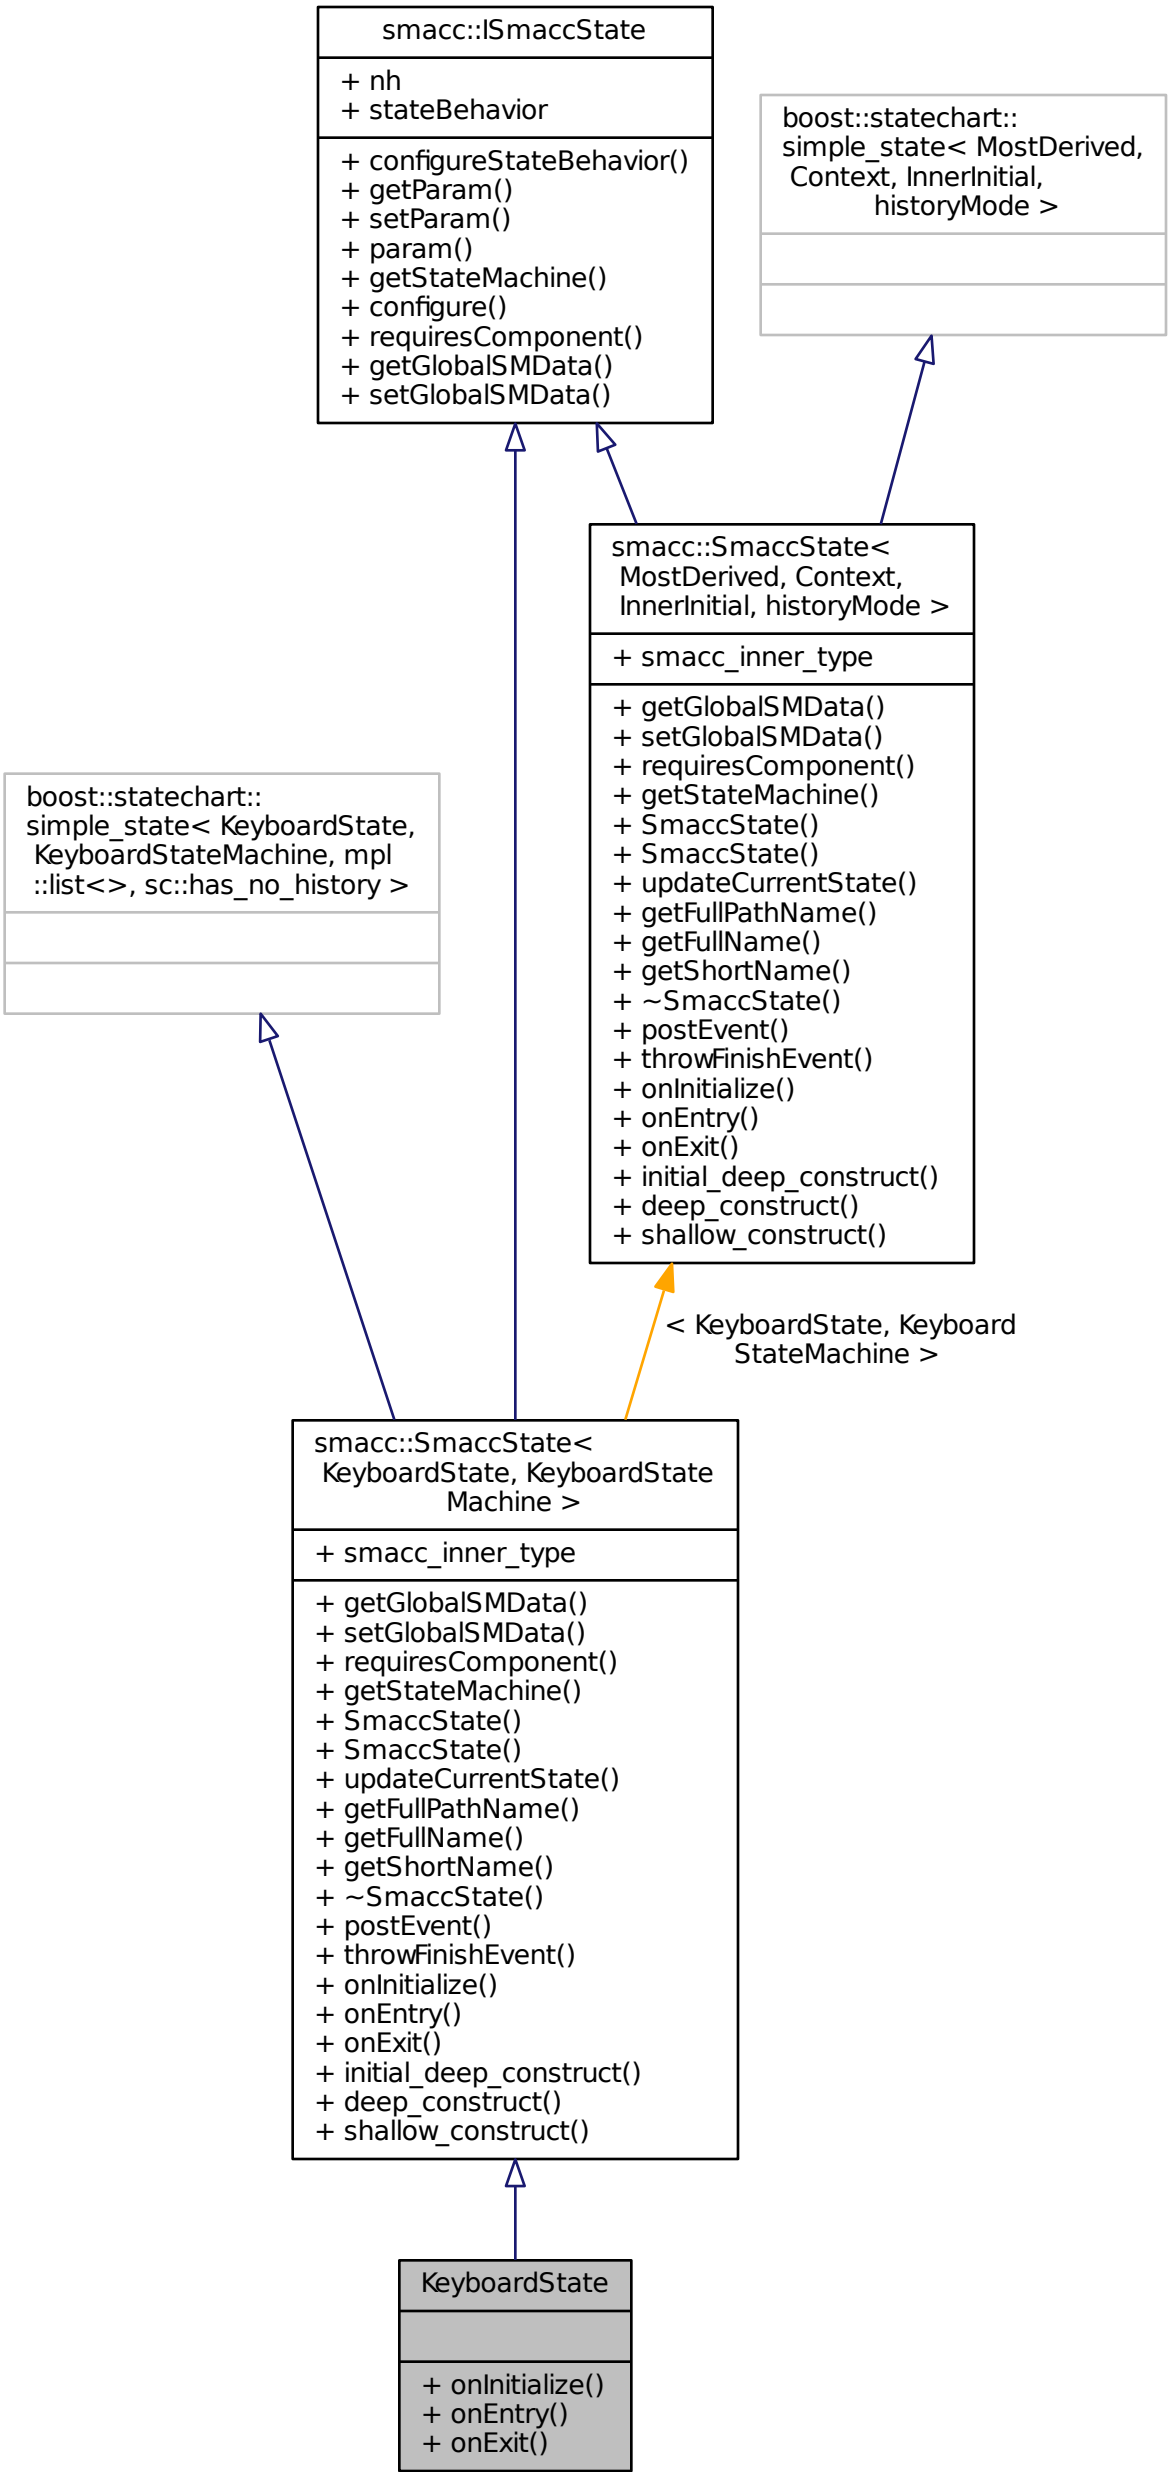 smacc::ISmaccState
+ nh
+ stateBehavior
+ configureStateBehavior()
+ getParam()
+ setParam()
+ param()
+ getStateMachine()
+ configure()
+ requiresComponent()
+ getGlobalSMData()
+ setGlobalSMData()
boost::statechart::
simple_state< MostDerived,
Context, InnerInitial,
historyMode >
smacc::SmaccState<
MostDerived, Context,
InnerInitial, historyMode >
+ smacc_inner_type
+ getGlobalSMData()
+ setGlobalSMData()
+ requiresComponent()
+ getStateMachine()
+ SmaccState()
+ SmaccState()
+ updateCurrentState()
+ getFullPathName()
+ getFullName()
+ getShortName()
+ ~SmaccState()
+ postEvent()
+ throwFinishEvent()
+ onInitialize()
+ onEntry()
+ onExit()
+ initial_deep_construct()
+ deep_construct()
+ shallow_construct()
boost::statechart::
simple_state< KeyboardState,
KeyboardStateMachine, mpl
::list<>, sc::has_no_history >
< KeyboardState, Keyboard
StateMachine >
smacc::SmaccState<
KeyboardState, KeyboardState
Machine >
+ smacc_inner_type
+ getGlobalSMData()
+ setGlobalSMData()
+ requiresComponent()
+ getStateMachine()
+ SmaccState()
+ SmaccState()
+ updateCurrentState()
+ getFullPathName()
+ getFullName()
+ getShortName()
+ ~SmaccState()
+ postEvent()
+ throwFinishEvent()
+ onInitialize()
+ onEntry()
+ onExit()
+ initial_deep_construct()
+ deep_construct()
+ shallow_construct()
KeyboardState
+ onInitialize()
+ onEntry()
+ onExit()